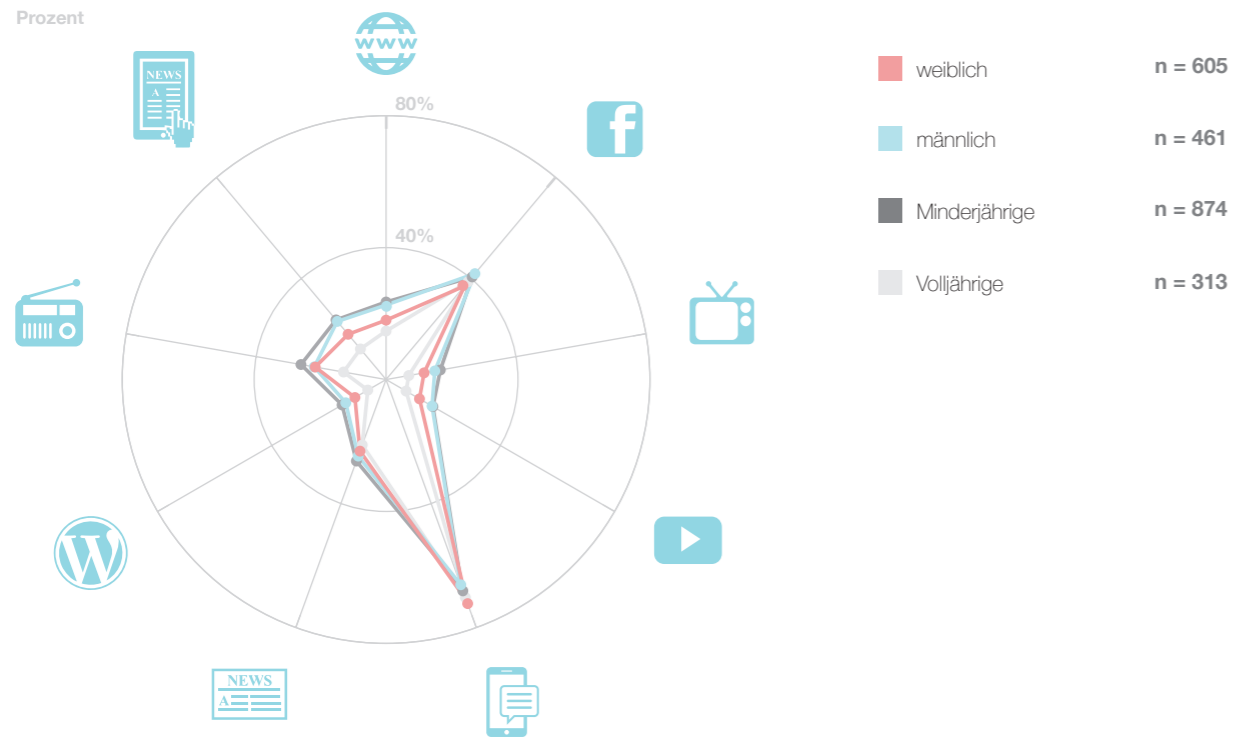 Prozent
www
NEWS
A
f
80%
40%
weiblich n = 605
männlich n = 461
Minderjährige n = 874
Volljährige n = 313
W
NEWS
A